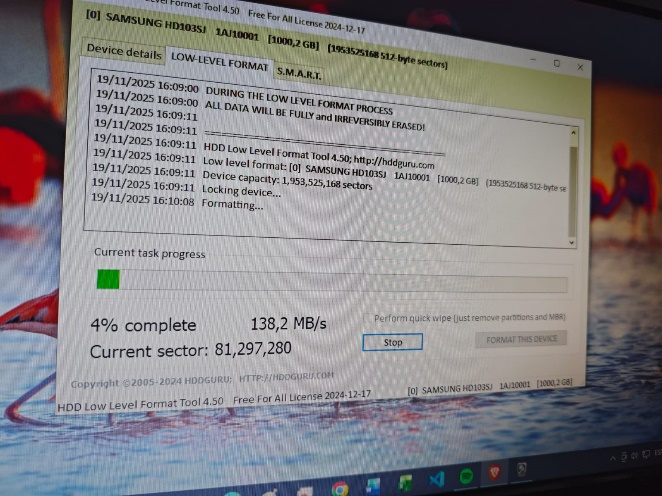 Level Format Tool 4.50 Free For All License 2024-12-17
[0] SAMSUNG HD103SJ 1AJ10001 [1000,2 GB] (1953525168 512-byte sectors)
Device details LOW-LEVEL FORMAT S.M.A.R.T.
19/11/2025 16:09:00 DURING THE LOW LEVEL FORMAT PROCESS
19/11/2025 16:09:00 ALL DATA WILL BE FULLY and IRREVERSIBLY ERASED!
19/11/2025 16:09:11
19/11/2025 16:09:11
19/11/2025 16:09:11 HDD Low Level Format Tool 4.50; http://hddguru.com
19/11/2025 16:09:11 Low level format: [0] SAMSUNG HD103SJ 1AJ10001 [1000,2 GB] (1953525168 512-byte se
19/11/2025 16:09:11 Device capacity: 1,953,525,168 sectors
19/11/2025 16:09:11 Locking device...
19/11/2025 16:10:08 Formatting...
Current task progress
4% complete 138,2 MB/s
Perform quick wipe (just remove partitions and MBR)
Current sector: 81,297,280
Stop FORMAT THIS DEVICE
Copyright ©2005-2024 HDDGURU; HTTP://HDDGURU.COM
HDD Low Level Format Tool 4.50 Free For All License 2024-12-17 [0] SAMSUNG HD103SJ 1AJ10001 [1000,2 GB]